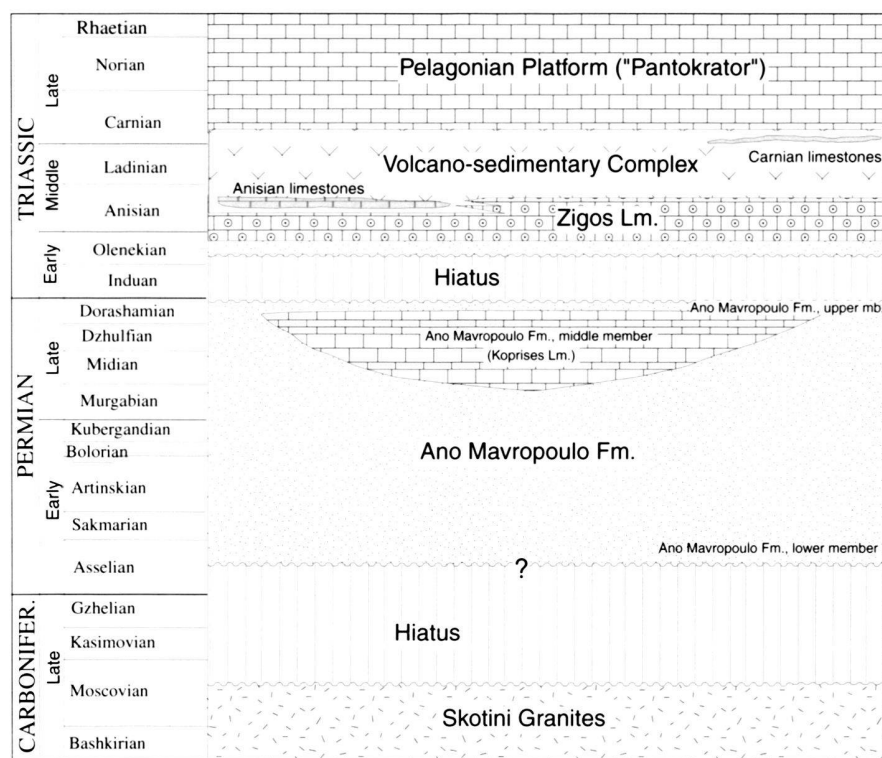 TRIASSIC
Late
Rhaetian
Norian
Carnian
Middle
Ladinian
Anisian
Early
Olenekian
Induan
PERMIAN
Late
Dorashamian
Dzhulfian
Midian
Murgabian
Early
Kubergandian
Bolorian
Artinskian
Sakmarian
Asselian
CARBONIFER.
Late
Gzhelian
Kasimovian
Moscovian
Bashkirian
Pelagonian Platform ("Pantokrator")
Volcano-sedimentary Complex
Carnian limestones
Anisian limestones
Zigos Lm.
Hiatus
Ano Mavropoulo Fm., upper mb
Ano Mavropoulo Fm., middle member
(Koprises Lm.)
Ano Mavropoulo Fm.
Ano Mavropoulo Fm., lower member
?
Hiatus
Skotini Granites